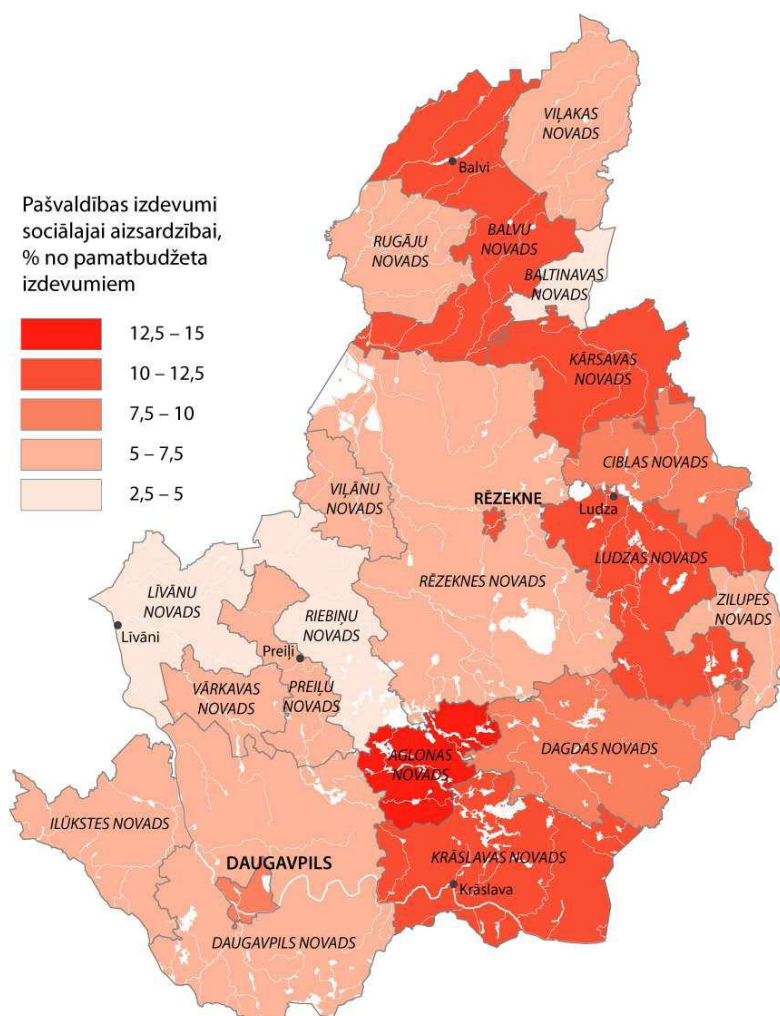 VIĻAKAS
NOVADS
Balvi
Pašvaldības izdevumi
sociālajai aizsardzībai,
% no pamatbudžeta
izdevumiem
12,5 – 15
10 – 12,5
7,5 – 10
5 – 7,5
2,5 – 5
RUGĀJU
NOVADS
BALVU
NOVADS
BALTINAVAS
NOVADS
KĀRSAVAS
NOVADS
CIBLAS NOVADS
VIĻĀNU
NOVADS
RĒZEKNE
Ludza
LUDZAS NOVADS
LĪVĀNU
NOVADS
Līvāni
RIEBIŅU
NOVADS
RĒZEKNES NOVADS
ZILUPES
NOVADS
Preiļi
VĀRKAVAS
NOVADS
PREIĻU
NOVADS
AGLONAS
NOVADS
DAGDAS NOVADS
ILŪKSTES NOVADS
DAUGAVPILS
KRĀSLAVAS NOVADS
Krāslava
DAUGAVPILS NOVADS